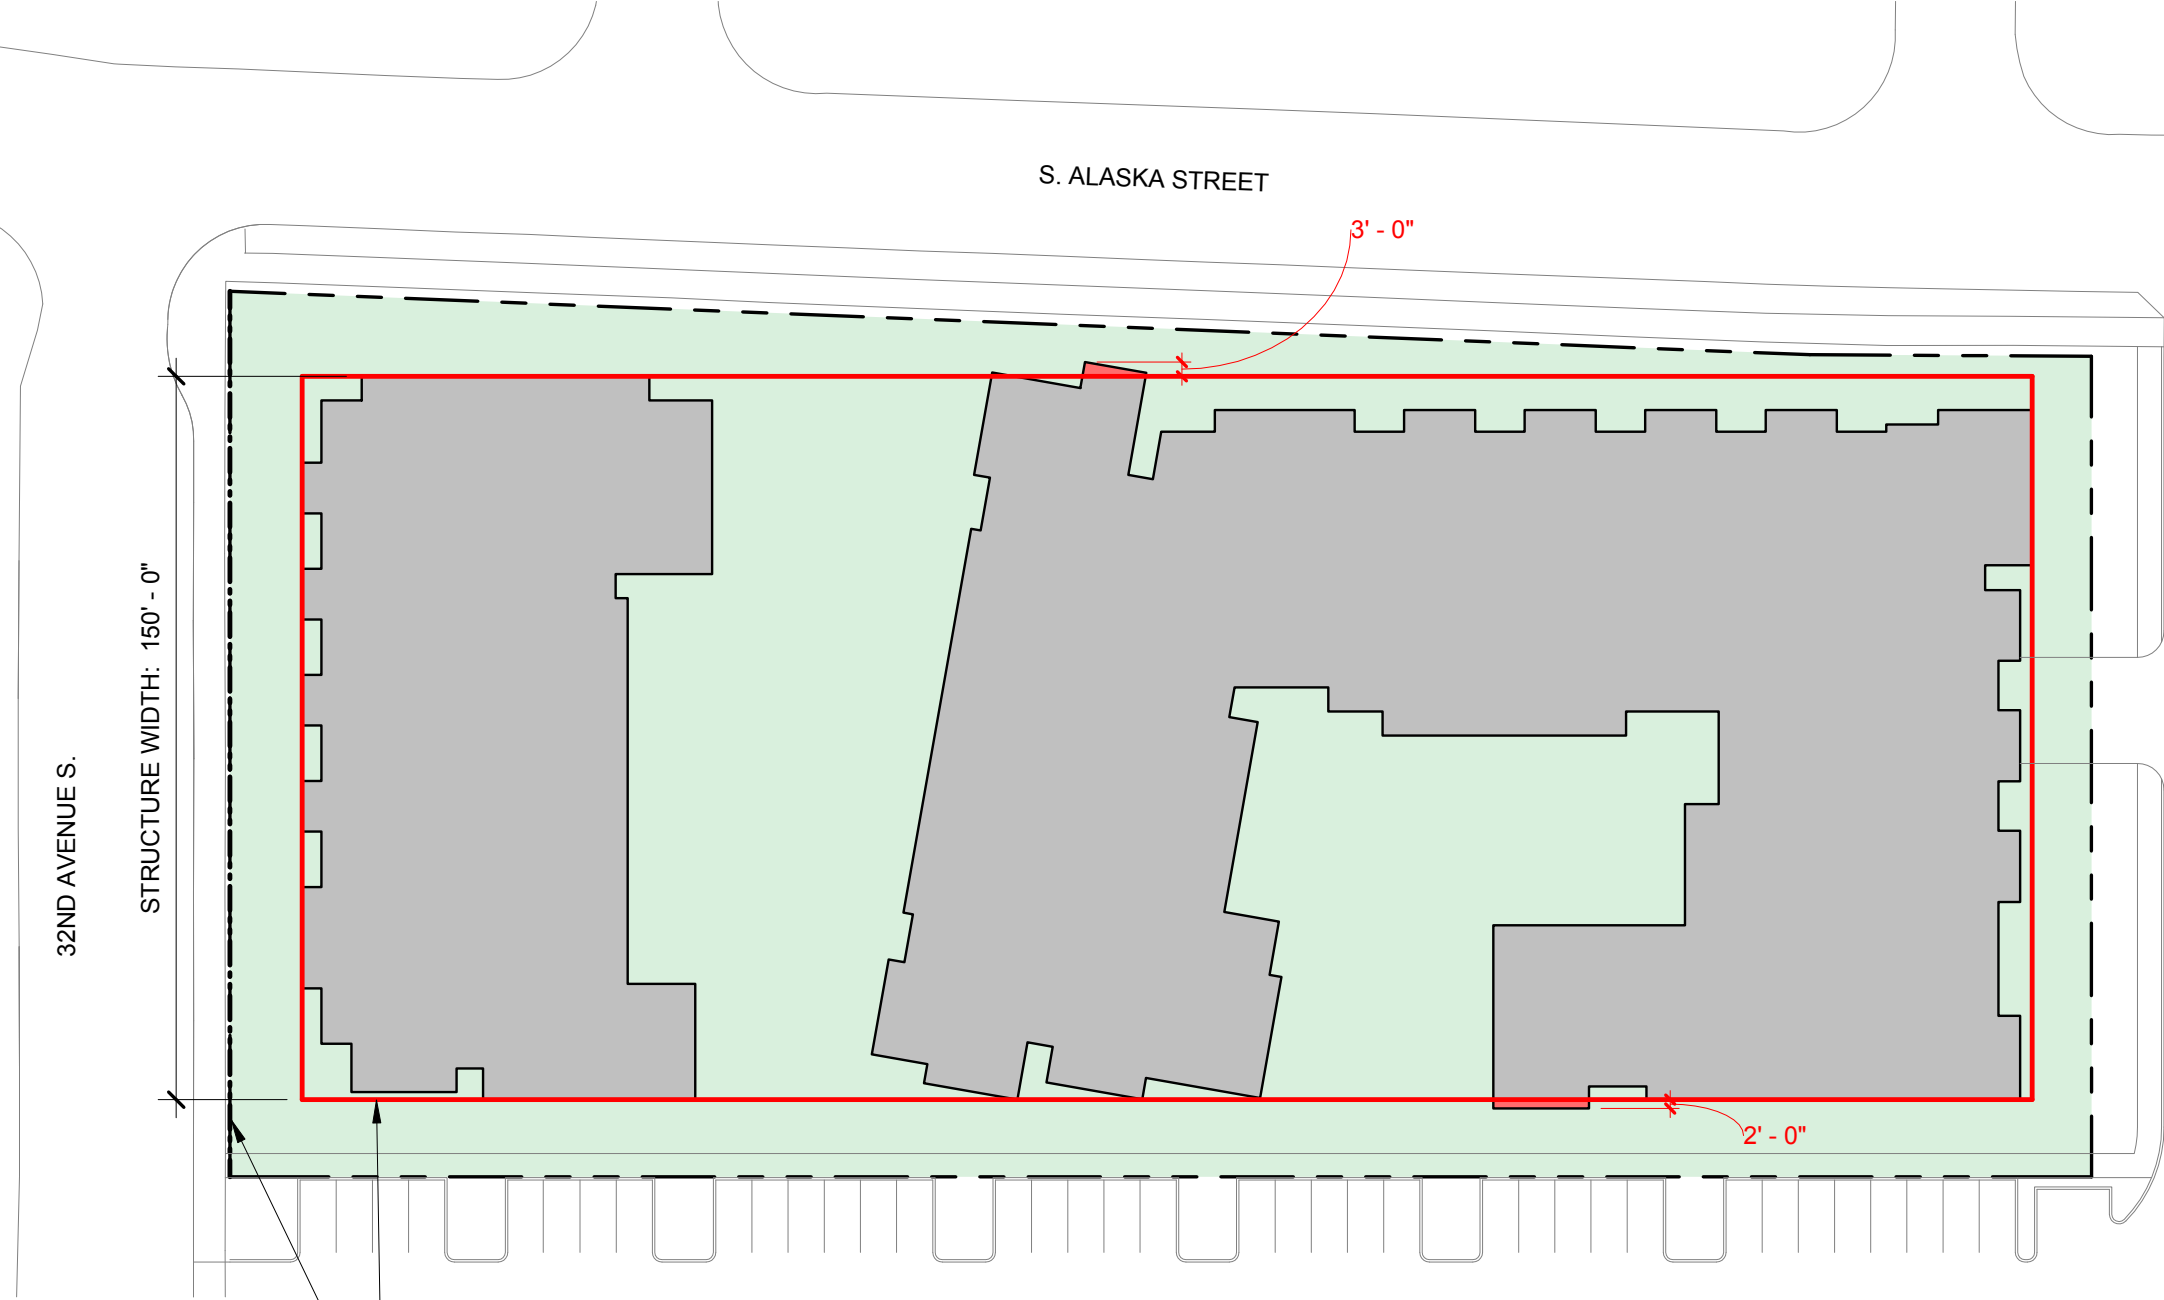 S. ALASKA STREET
3' - 0"
STRUCTURE WIDTH: 150' - 0"
32ND AVENUE S.
2' - 0"